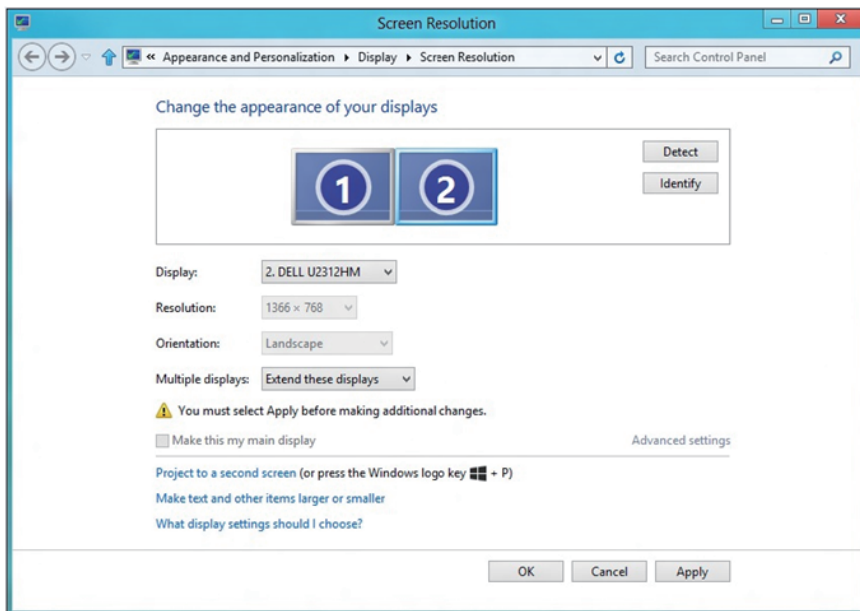 Screen Resolution
« Appearance and Personalization ▸ Display ▸ Screen Resolution
Search Control Panel
Change the appearance of your displays
1
2
Detect
Identify
Display: 2. DELL U2312HM
Resolution: 1366 × 768
Orientation: Landscape
Multiple displays: Extend these displays
You must select Apply before making additional changes.
Make this my main display
Advanced settings
Project to a second screen (or press the Windows logo key + P)
Make text and other items larger or smaller
What display settings should I choose?
OK
Cancel
Apply